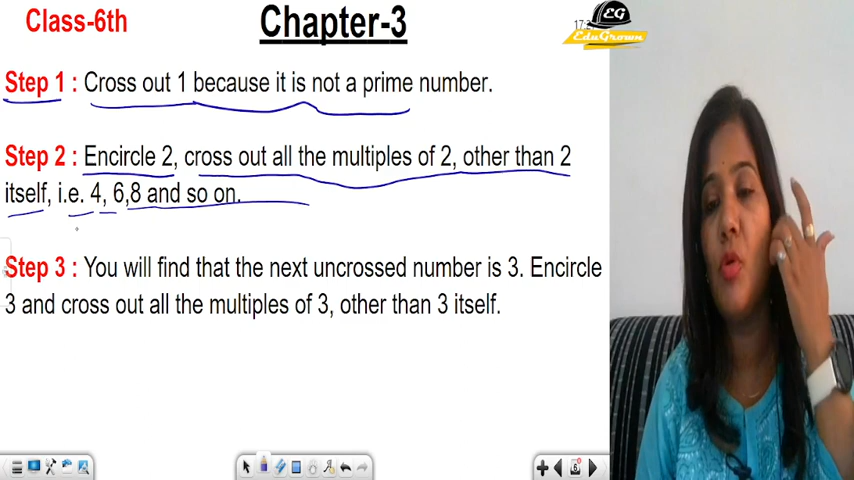 Class-6th
Chapter-3
EG
EduGrown
Step 1 : Cross out 1 because it is not a prime number.
Step 2 : Encircle 2, cross out all the multiples of 2, other than 2
itself, i.e. 4, 6,8 and so on.
Step 3 : You will find that the next uncrossed number is 3. Encircle
3 and cross out all the multiples of 3, other than 3 itself.